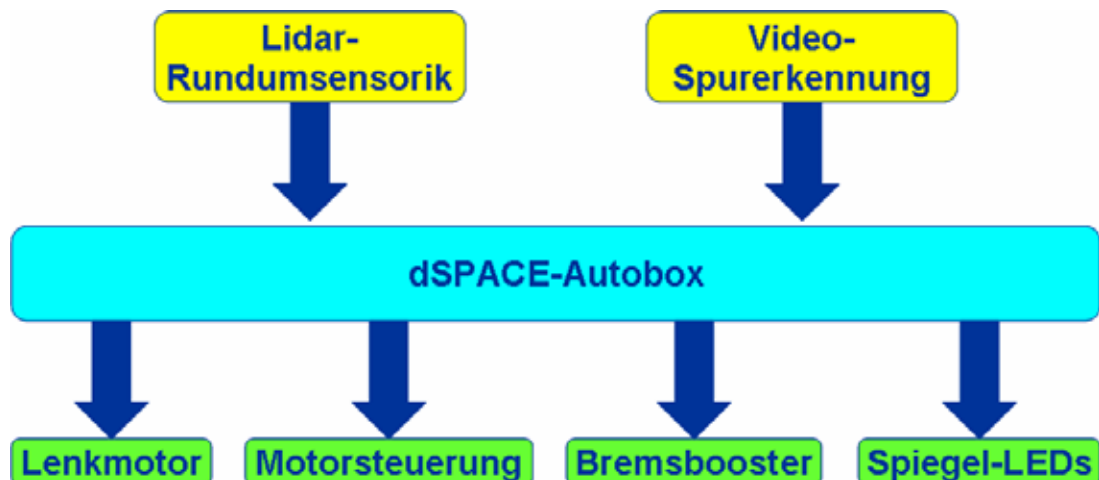 Lidar-
Rundumsensorik
Video-
Spurerkennung
dSPACE-Autobox
Lenkmotor
Motorsteuerung
Bremsbooster
Spiegel-LEDs